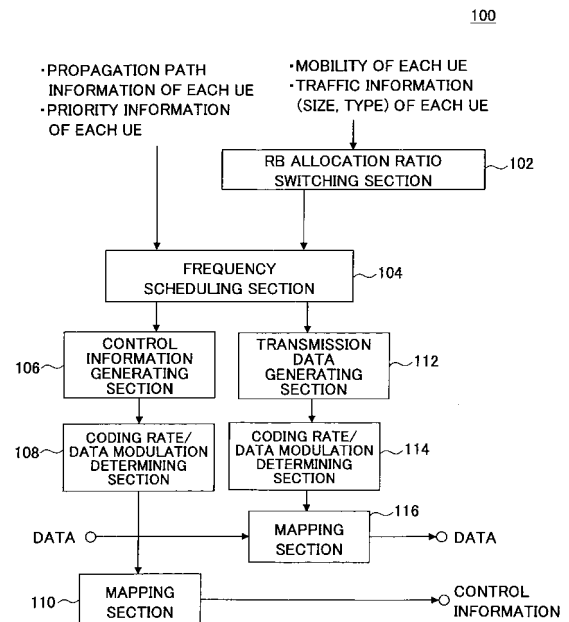 100
・PROPAGATION PATH
INFORMATION OF EACH UE
・PRIORITY INFORMATION
OF EACH UE
・MOBILITY OF EACH UE
・TRAFFIC INFORMATION
(SIZE, TYPE) OF EACH UE
RB ALLOCATION RATIO
SWITCHING SECTION
102
FREQUENCY
SCHEDULING SECTION
104
106
CONTROL
INFORMATION
GENERATING
SECTION
TRANSMISSION
DATA
GENERATING
SECTION
112
108
CODING RATE/
DATA MODULATION
DETERMINING
SECTION
CODING RATE/
DATA MODULATION
DETERMINING
SECTION
114
116
DATA
MAPPING
SECTION
DATA
110
MAPPING
SECTION
CONTROL
INFORMATION